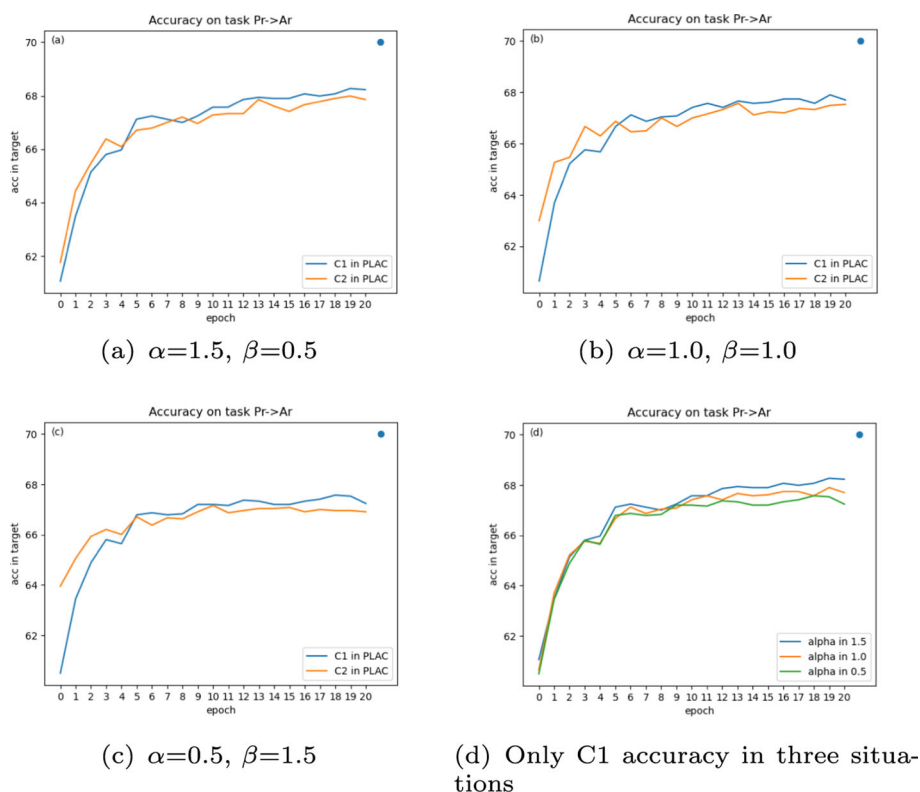 Accuracy on task Pr->Ar
(a)
70
68
66
64
62
acc in target
C1 in PLAC
C2 in PLAC
0 1 2 3 4 5 6 7 8 9 10 11 12 13 14 15 16 17 18 19 20
epoch
(a) α=1.5, β=0.5
Accuracy on task Pr->Ar
(b)
70
68
66
64
62
acc in target
C1 in PLAC
C2 in PLAC
0 1 2 3 4 5 6 7 8 9 10 11 12 13 14 15 16 17 18 19 20
epoch
(b) α=1.0, β=1.0
Accuracy on task Pr->Ar
(c)
70
68
66
64
62
acc in target
C1 in PLAC
C2 in PLAC
0 1 2 3 4 5 6 7 8 9 10 11 12 13 14 15 16 17 18 19 20
epoch
(c) α=0.5, β=1.5
Accuracy on task Pr->Ar
(d)
70
68
66
64
62
acc in target
alpha in 1.5
alpha in 1.0
alpha in 0.5
0 1 2 3 4 5 6 7 8 9 10 11 12 13 14 15 16 17 18 19 20
epoch
(d) Only C1 accuracy in three situa-
tions